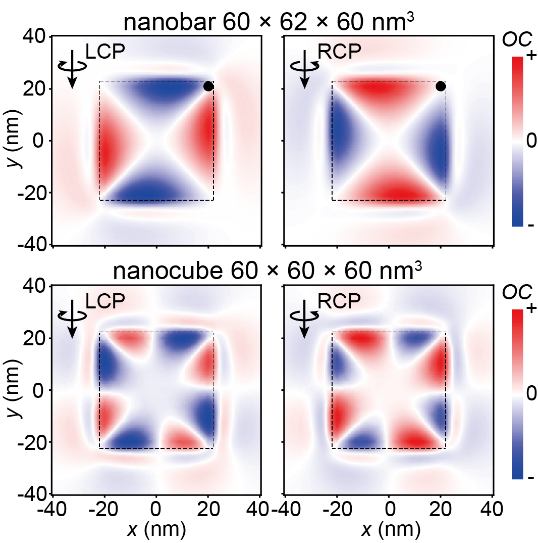 nanobar 60 × 62 × 60 nm³
LCP
RCP
OC
+
0
-
40
20
0
-20
-40
y (nm)
nanocube 60 × 60 × 60 nm³
LCP
RCP
OC
+
0
-
40
20
0
-20
-40
y (nm)
-40 -20 0 20 40
-40 -20 0 20 40
x (nm)
x (nm)